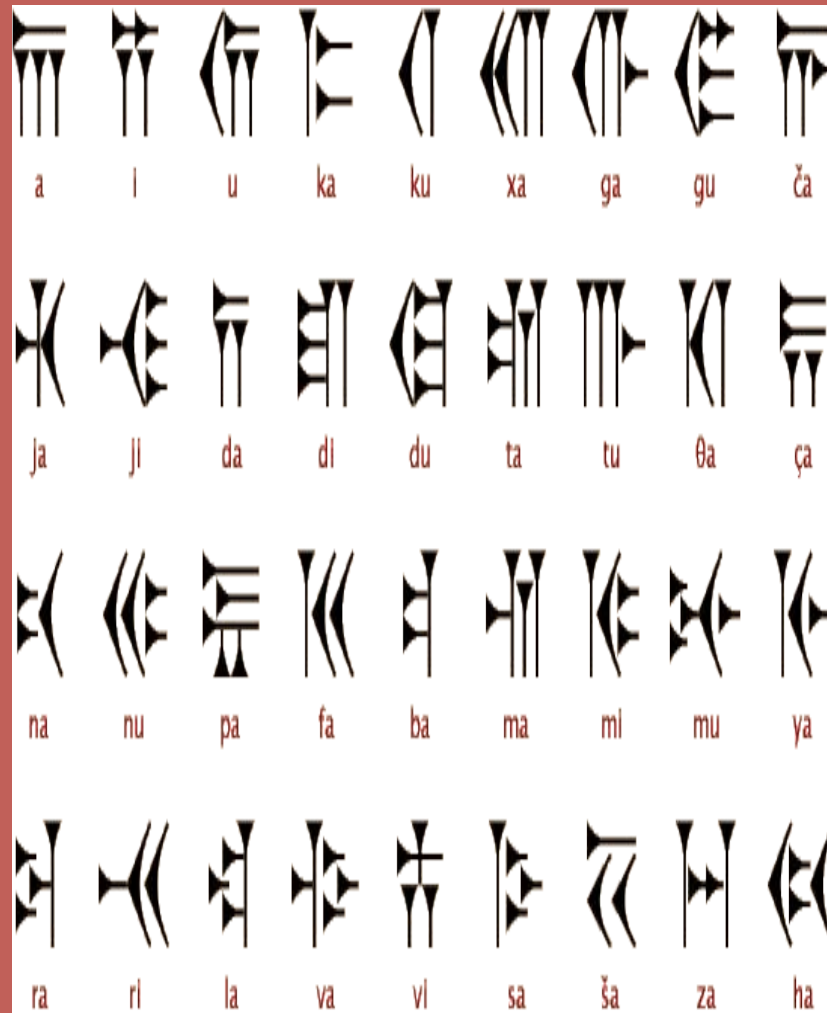 𐎠 𐎡 𐎢 𐎣 𐎤 𐎧 𐎥 𐎦 𐎨
a i u ka ku xa ga gu ča
𐎩 𐎪 𐎭 𐎮 𐎯 𐎫 𐎬 𐎰 𐏂
ja ji da di du ta tu θa ça
𐎴 𐎵 𐎱 𐎳 𐎲 𐎶 𐎷 𐎸 𐎹
na nu pa fa ba ma mi mu ya
𐎼 𐎽 𐎾 𐎺 𐎻 𐎿 𐏁 𐏀 𐏃
ra ri la va vi sa ša za ha